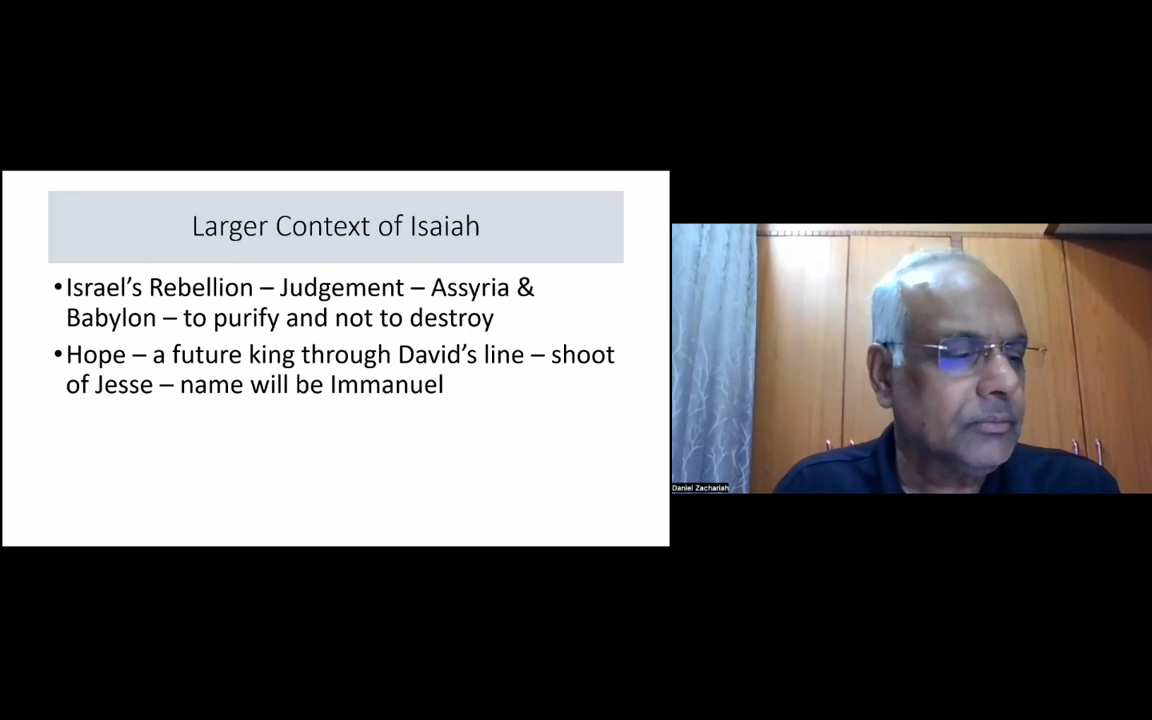 Larger Context of Isaiah
•Israel’s Rebellion – Judgement – Assyria &
Babylon – to purify and not to destroy
•Hope – a future king through David’s line – shoot
of Jesse – name will be Immanuel
Daniel Zachariah